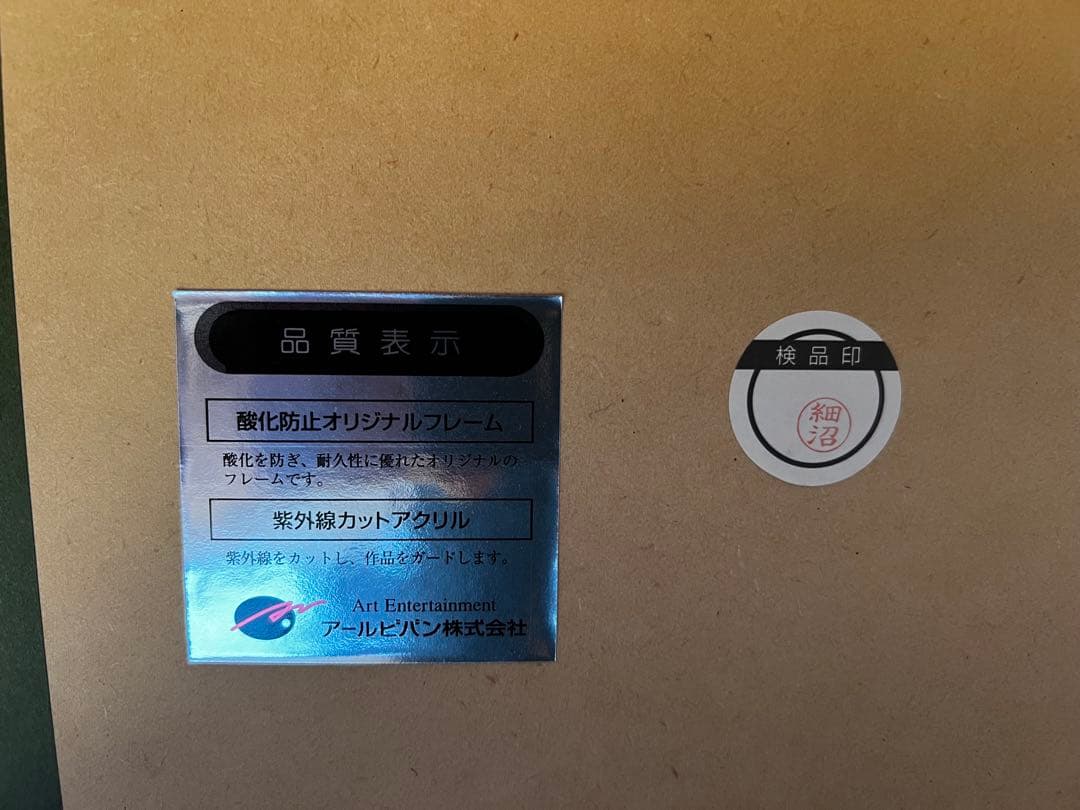 品質表示
酸化防止オリジナルフレーム
酸化を防ぎ、耐久性に優れたオリジナルの
フレームです。
紫外線カットアクリル
紫外線をカットし、作品をガードします。
Art Entertainment
アールビバン株式会社
検品印
細
沼